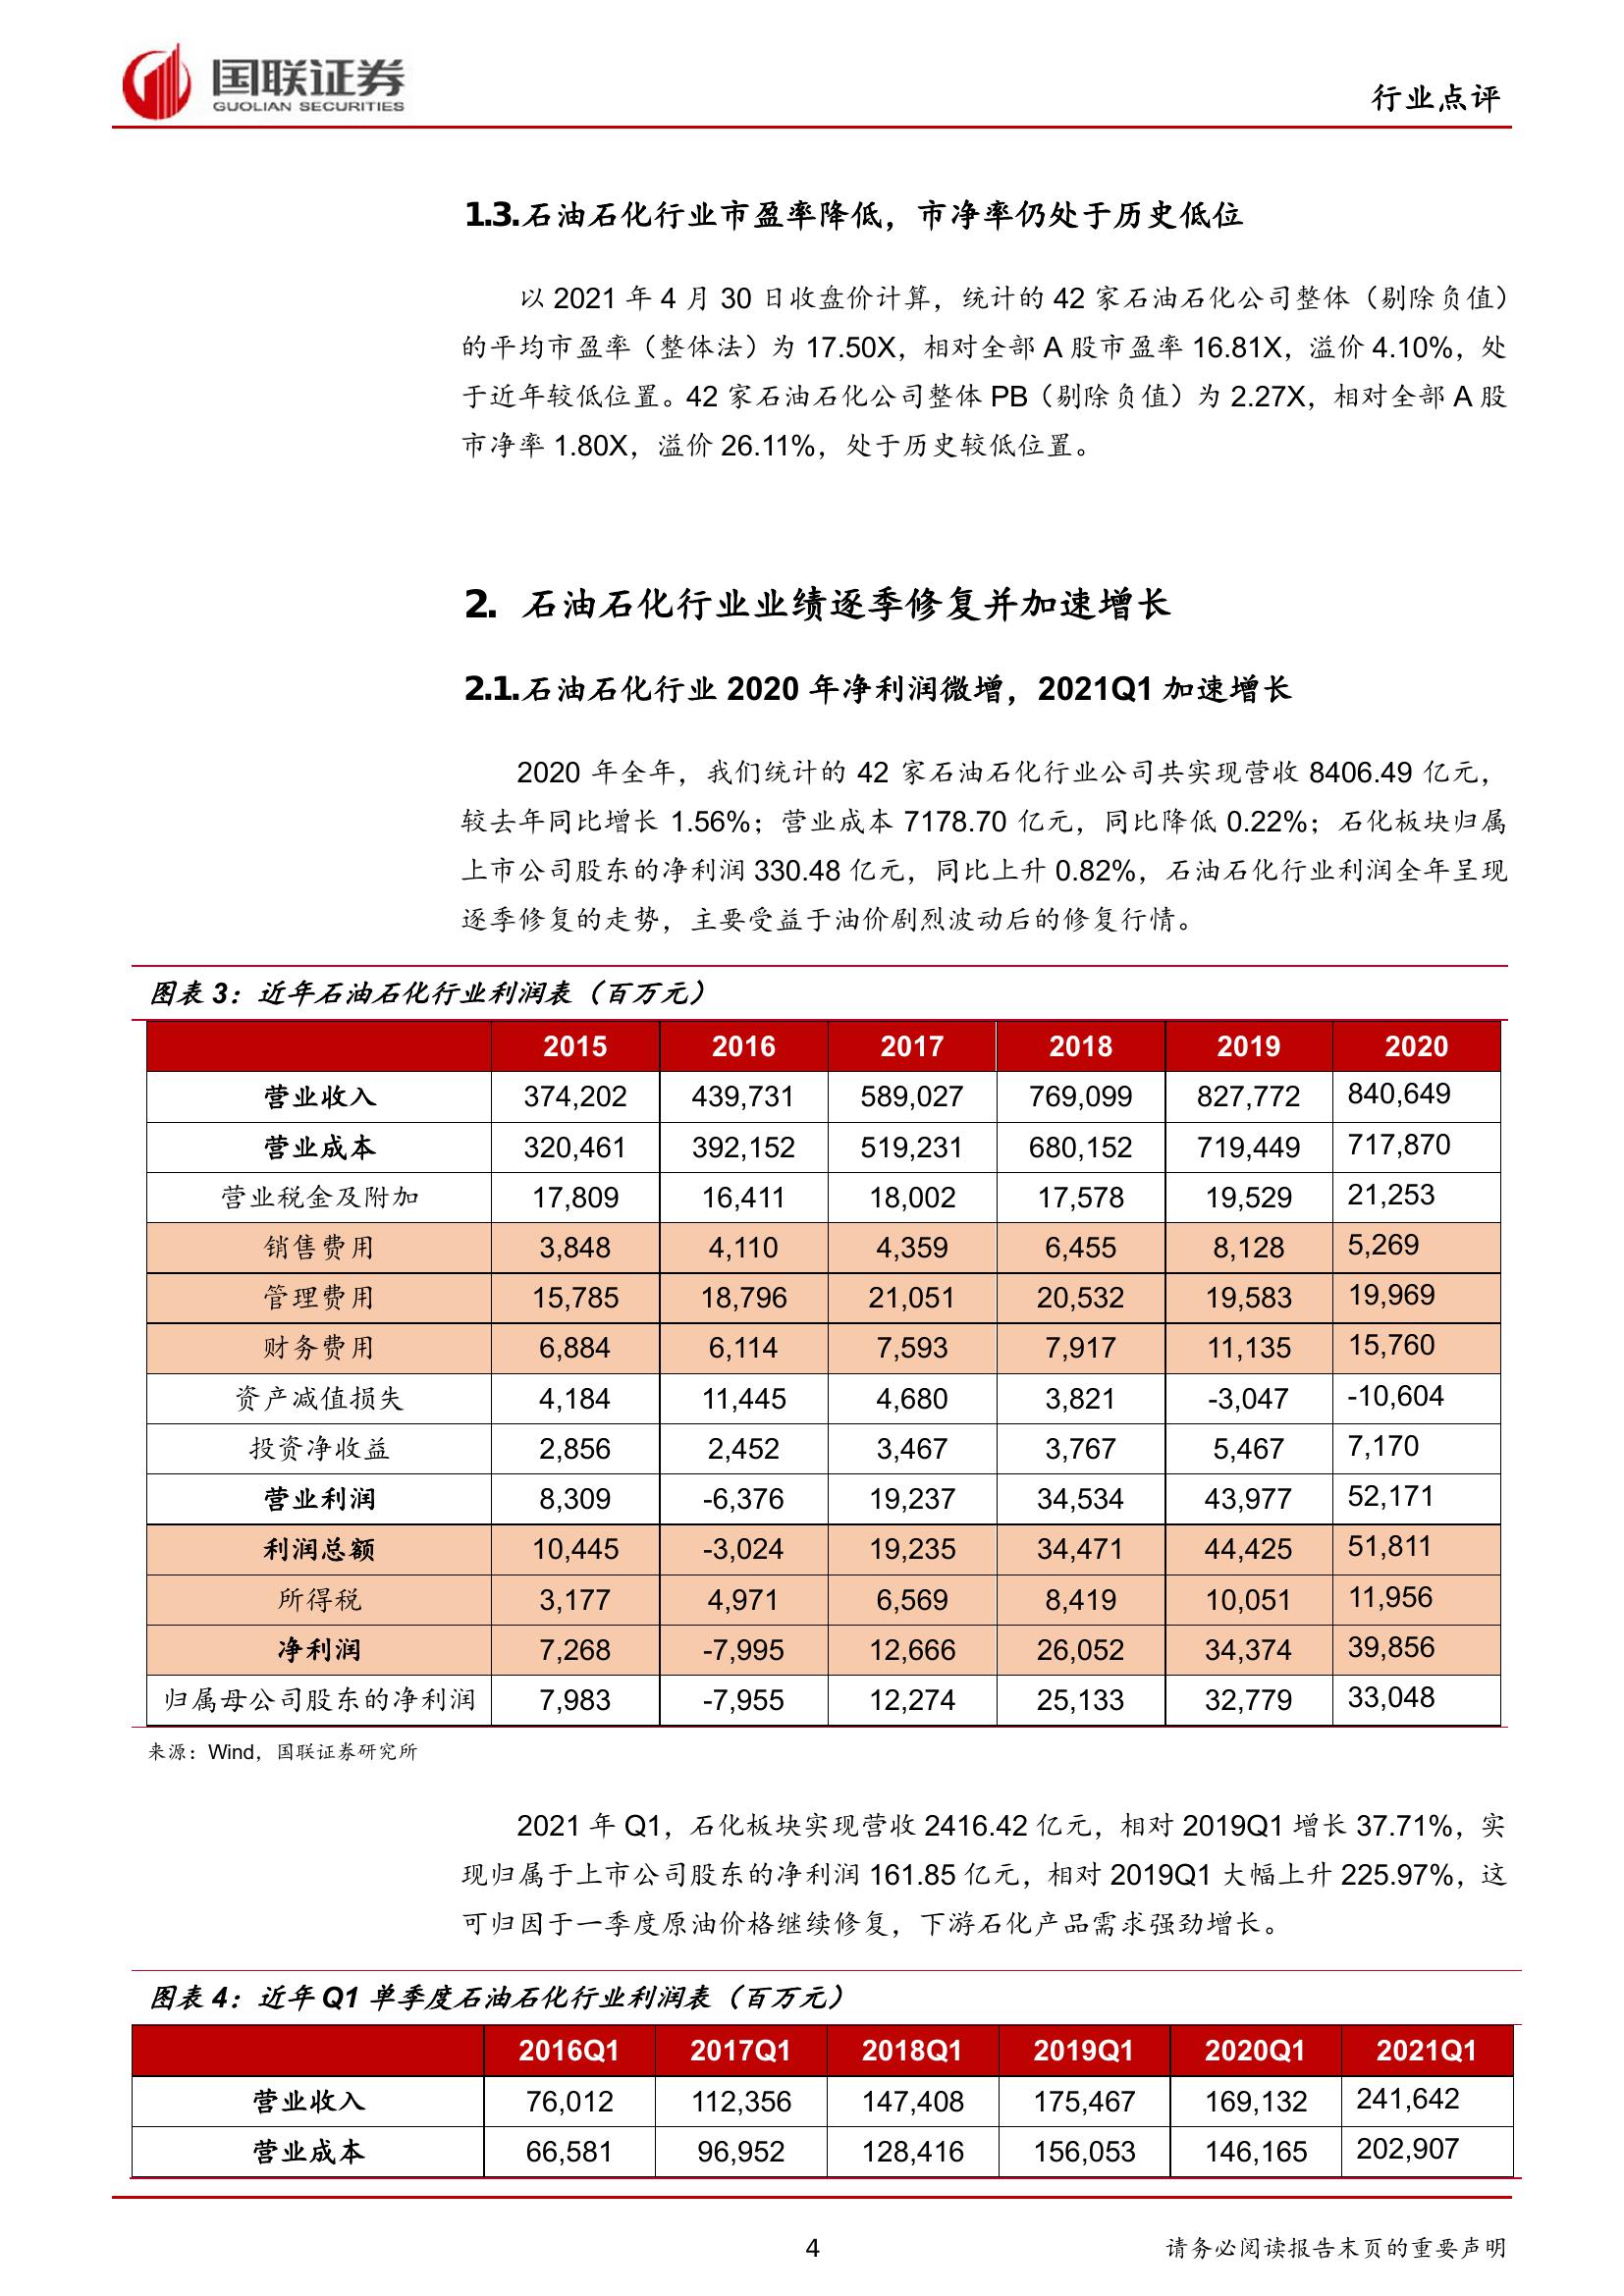 国联证券
GUOLIAN SECURITIES
行业点评
1.3.石油石化行业市盈率降低，市净率仍处于历史低位
以 2021 年 4 月 30 日收盘价计算，统计的 42 家石油石化公司整体（剔除负值）
的平均市盈率（整体法）为 17.50X，相对全部 A 股市盈率 16.81X，溢价 4.10%，处
于近年较低位置。42 家石油石化公司整体 PB（剔除负值）为 2.27X，相对全部 A 股
市净率 1.80X，溢价 26.11%，处于历史较低位置。
2. 石油石化行业业绩逐季修复并加速增长
2.1.石油石化行业 2020 年净利润微增，2021Q1 加速增长
2020 年全年，我们统计的 42 家石油石化行业公司共实现营收 8406.49 亿元，
较去年同比增长 1.56%；营业成本 7178.70 亿元，同比降低 0.22%；石化板块归属
上市公司股东的净利润 330.48 亿元，同比上升 0.82%，石油石化行业利润全年呈现
逐季修复的走势，主要受益于油价剧烈波动后的修复行情。
图表 3：近年石油石化行业利润表（百万元）
2015 2016 2017 2018 2019 2020
营业收入 374,202 439,731 589,027 769,099 827,772 840,649
营业成本 320,461 392,152 519,231 680,152 719,449 717,870
营业税金及附加 17,809 16,411 18,002 17,578 19,529 21,253
销售费用 3,848 4,110 4,359 6,455 8,128 5,269
管理费用 15,785 18,796 21,051 20,532 19,583 19,969
财务费用 6,884 6,114 7,593 7,917 11,135 15,760
资产减值损失 4,184 11,445 4,680 3,821 -3,047 -10,604
投资净收益 2,856 2,452 3,467 3,767 5,467 7,170
营业利润 8,309 -6,376 19,237 34,534 43,977 52,171
利润总额 10,445 -3,024 19,235 34,471 44,425 51,811
所得税 3,177 4,971 6,569 8,419 10,051 11,956
净利润 7,268 -7,995 12,666 26,052 34,374 39,856
归属母公司股东的净利润 7,983 -7,955 12,274 25,133 32,779 33,048
来源：Wind，国联证券研究所
2021 年 Q1，石化板块实现营收 2416.42 亿元，相对 2019Q1 增长 37.71%，实
现归属于上市公司股东的净利润 161.85 亿元，相对 2019Q1 大幅上升 225.97%，这
可归因于一季度原油价格继续修复，下游石化产品需求强劲增长。
图表 4：近年 Q1 单季度石油石化行业利润表（百万元）
2016Q1 2017Q1 2018Q1 2019Q1 2020Q1 2021Q1
营业收入 76,012 112,356 147,408 175,467 169,132 241,642
营业成本 66,581 96,952 128,416 156,053 146,165 202,907
4
请务必阅读报告末页的重要声明